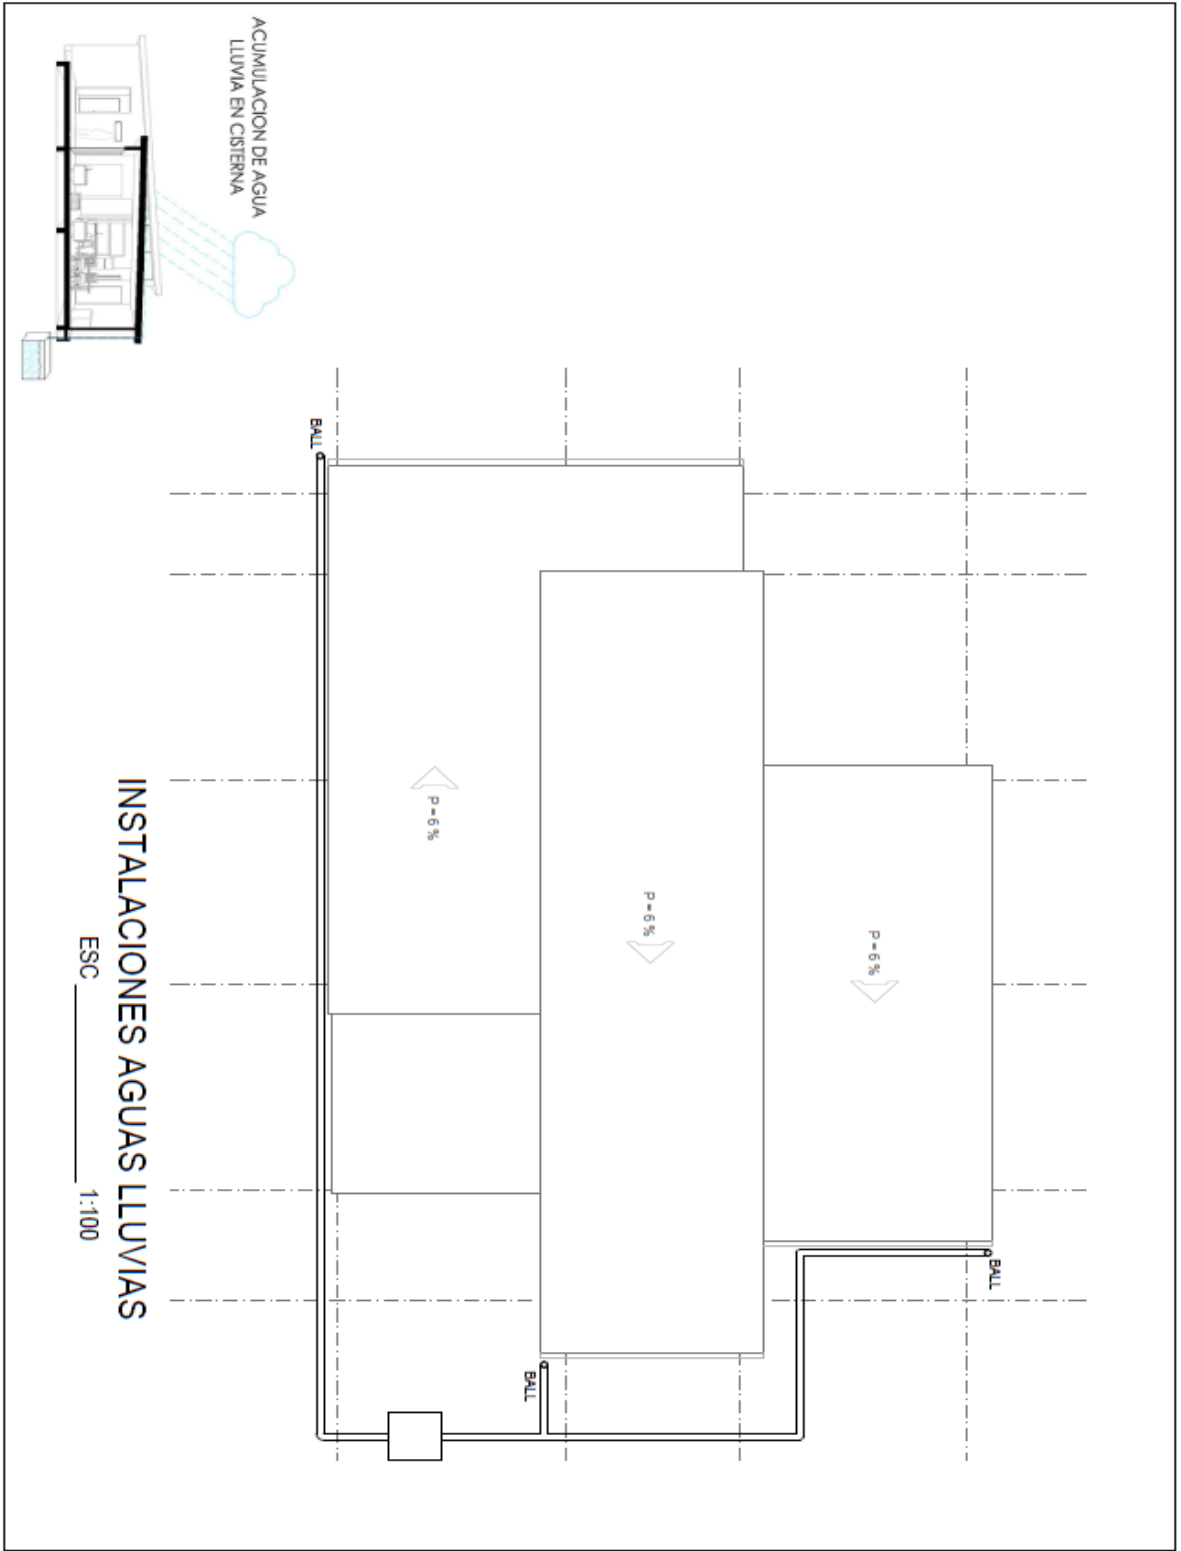 ACUMULACION DE AGUA
LLUVIA EN CISTERNA
BALL
P = 6 %
P = 6 %
P = 6 %
BALL
BALL
INSTALACIONES AGUAS LLUVIAS
ESC 1:100